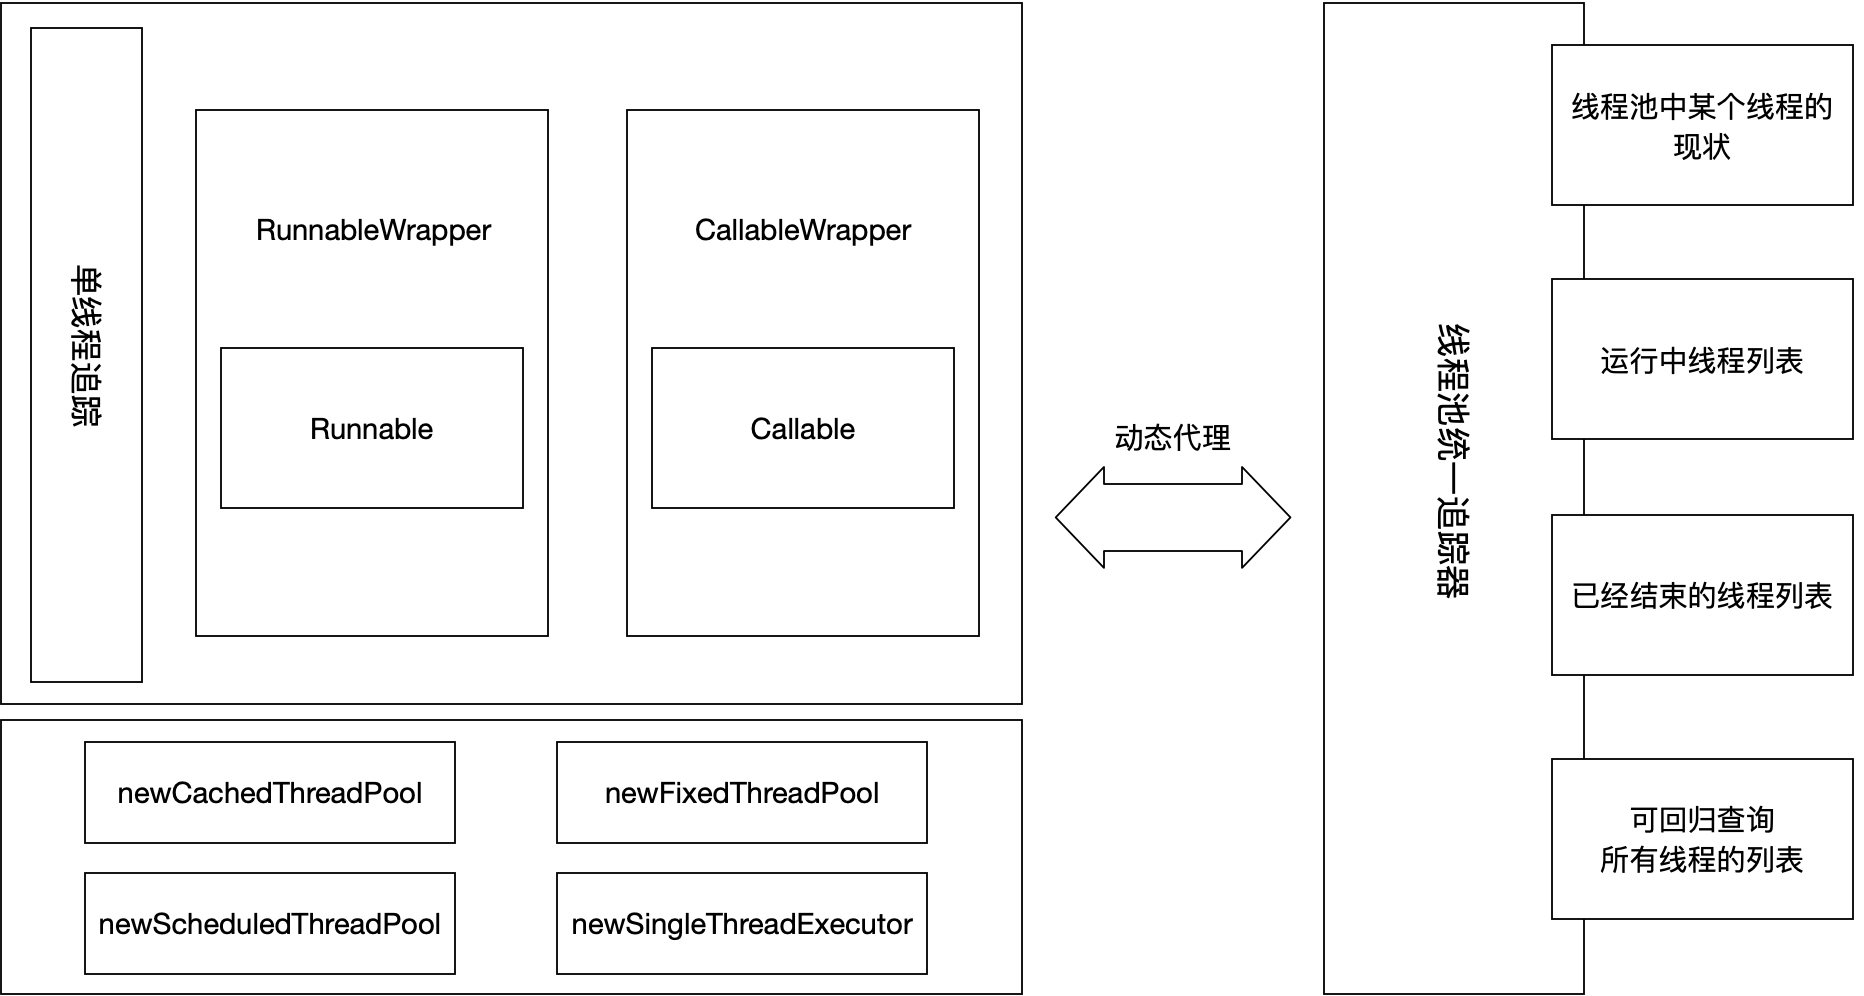 单线程追踪
RunnableWrapper
Runnable
CallableWrapper
Callable
newCachedThreadPool
newFixedThreadPool
newScheduledThreadPool
newSingleThreadExecutor
动态代理
线程池统一追踪器
线程池中某个线程的
现状
运行中线程列表
已经结束的线程列表
可回归查询
所有线程的列表